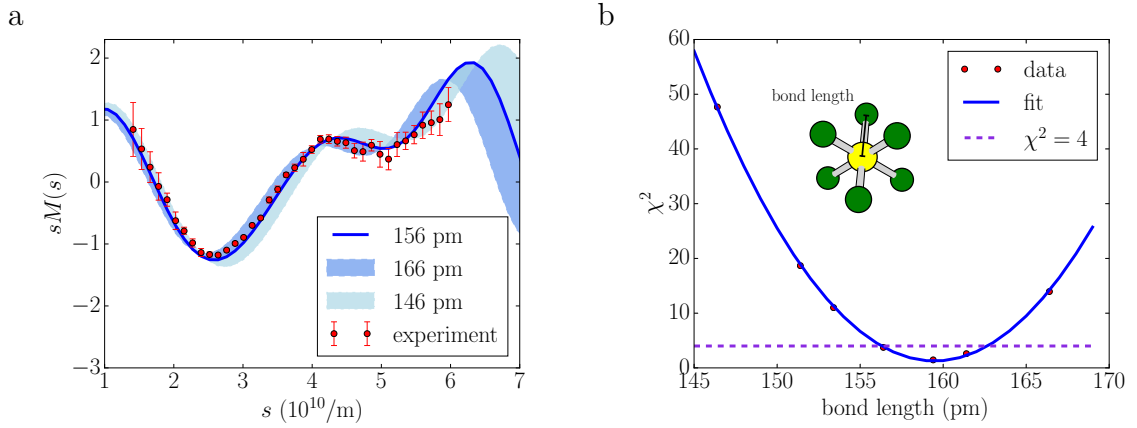 a
2
1
0
−1
−2
−3
sM(s)
1
2
3
4
5
6
7
s (10¹⁰/m)
156 pm
166 pm
146 pm
experiment
b
60
50
40
30
20
10
0
χ²
145
150
155
160
165
170
bond length (pm)
bond length
data
fit
χ² = 4